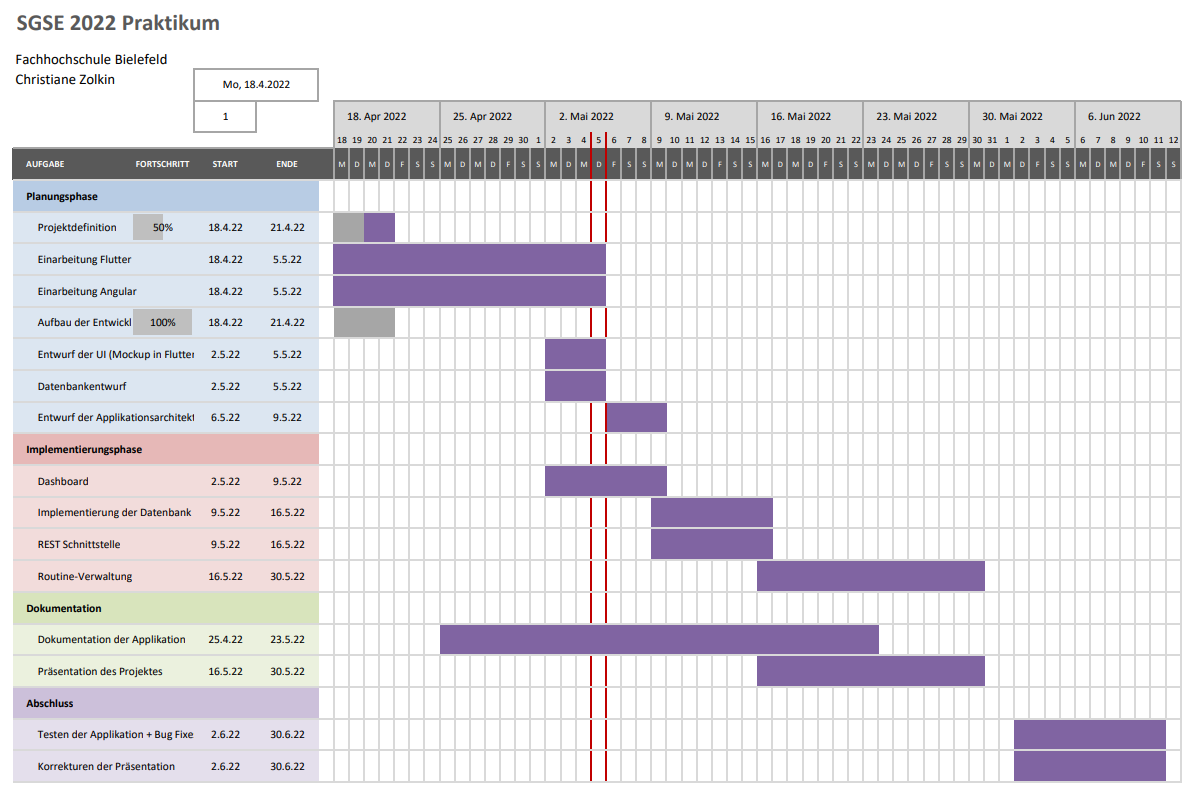 SGSE 2022 Praktikum
Fachhochschule Bielefeld
Christiane Zolkin
Mo, 18.4.2022
1
18. Apr 2022 25. Apr 2022 2. Mai 2022 9. Mai 2022 16. Mai 2022 23. Mai 2022 30. Mai 2022 6. Jun 2022
18 19 20 21 22 23 24 25 26 27 28 29 30 1 2 3 4 5 6 7 8 9 10 11 12 13 14 15 16 17 18 19 20 21 22 23 24 25 26 27 28 29 30 31 1 2 3 4 5 6 7 8 9 10 11 12
AUFGABE FORTSCHRITT START ENDE M D M D F S S M D M D F S S M D M D F S S M D M D F S S M D M D F S S M D M D F S S M D M D F S S M D M D F S S
Planungsphase
Projektdefinition 50% 18.4.22 21.4.22
Einarbeitung Flutter 18.4.22 5.5.22
Einarbeitung Angular 18.4.22 5.5.22
Aufbau der Entwickl 100% 18.4.22 21.4.22
Entwurf der UI (Mockup in Flutter 2.5.22 5.5.22
Datenbankentwurf 2.5.22 5.5.22
Entwurf der Applikationsarchitekt 6.5.22 9.5.22
Implementierungsphase
Dashboard 2.5.22 9.5.22
Implementierung der Datenbank 9.5.22 16.5.22
REST Schnittstelle 9.5.22 16.5.22
Routine-Verwaltung 16.5.22 30.5.22
Dokumentation
Dokumentation der Applikation 25.4.22 23.5.22
Präsentation des Projektes 16.5.22 30.5.22
Abschluss
Testen der Applikation + Bug Fixe 2.6.22 30.6.22
Korrekturen der Präsentation 2.6.22 30.6.22